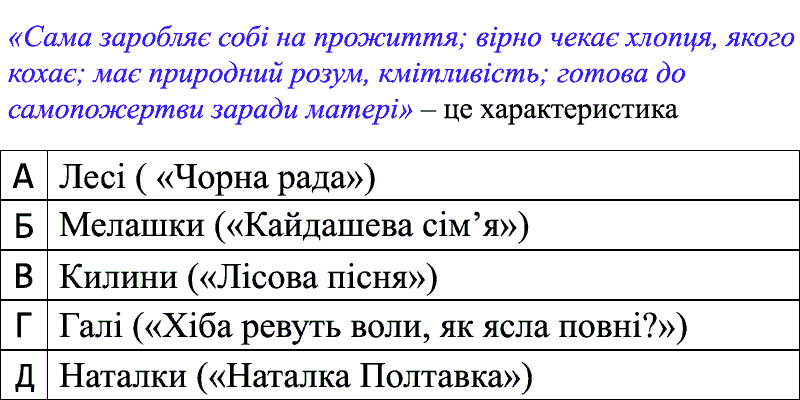 «Сама заробляє собі на прожиття; вірно чекає хлопця, якого
кохає; має природний розум, кмітливість; готова до
самопожертви заради матері» – це характеристика
А Лесі ( «Чорна рада»)
Б Мелашки («Кайдашева сім’я»)
В Килини («Лісова пісня»)
Г Галі («Хіба ревуть воли, як ясла повні?»)
Д Наталки («Наталка Полтавка»)